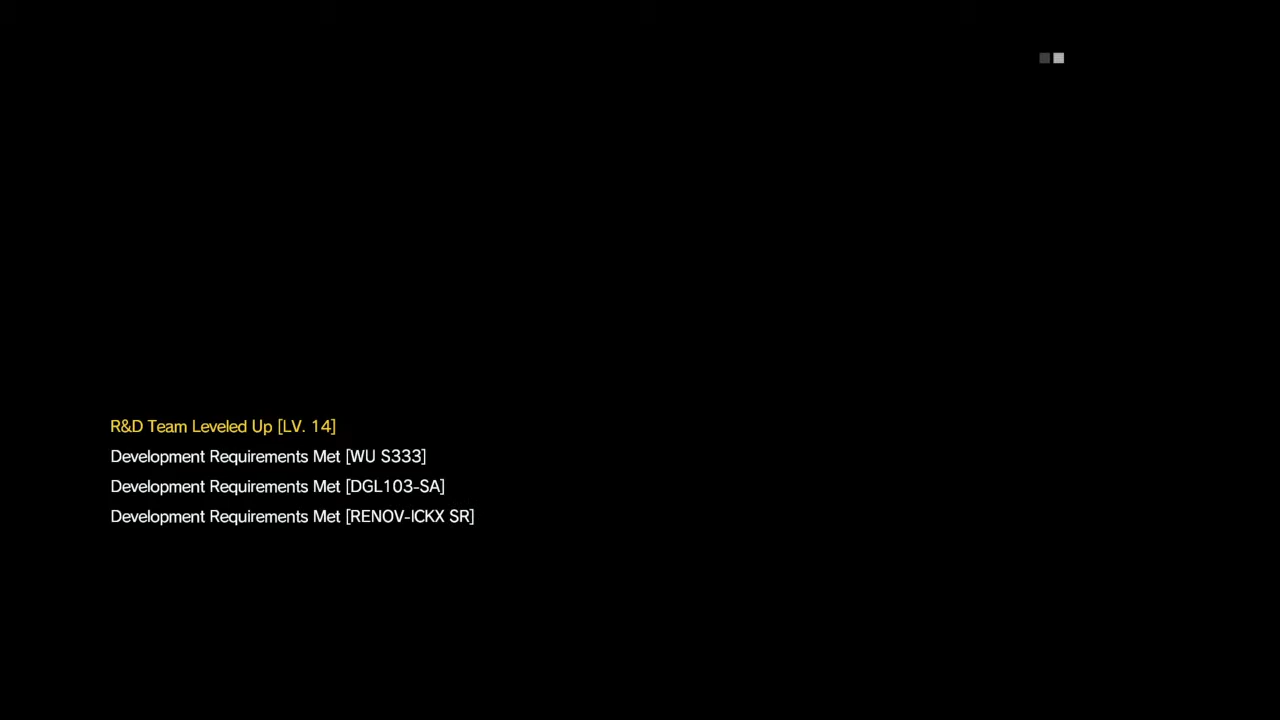 R&D Team Leveled Up [LV. 14]
Development Requirements Met [WU S333]
Development Requirements Met [DGL103-SA]
Development Requirements Met [RENOV-ICKX SR]